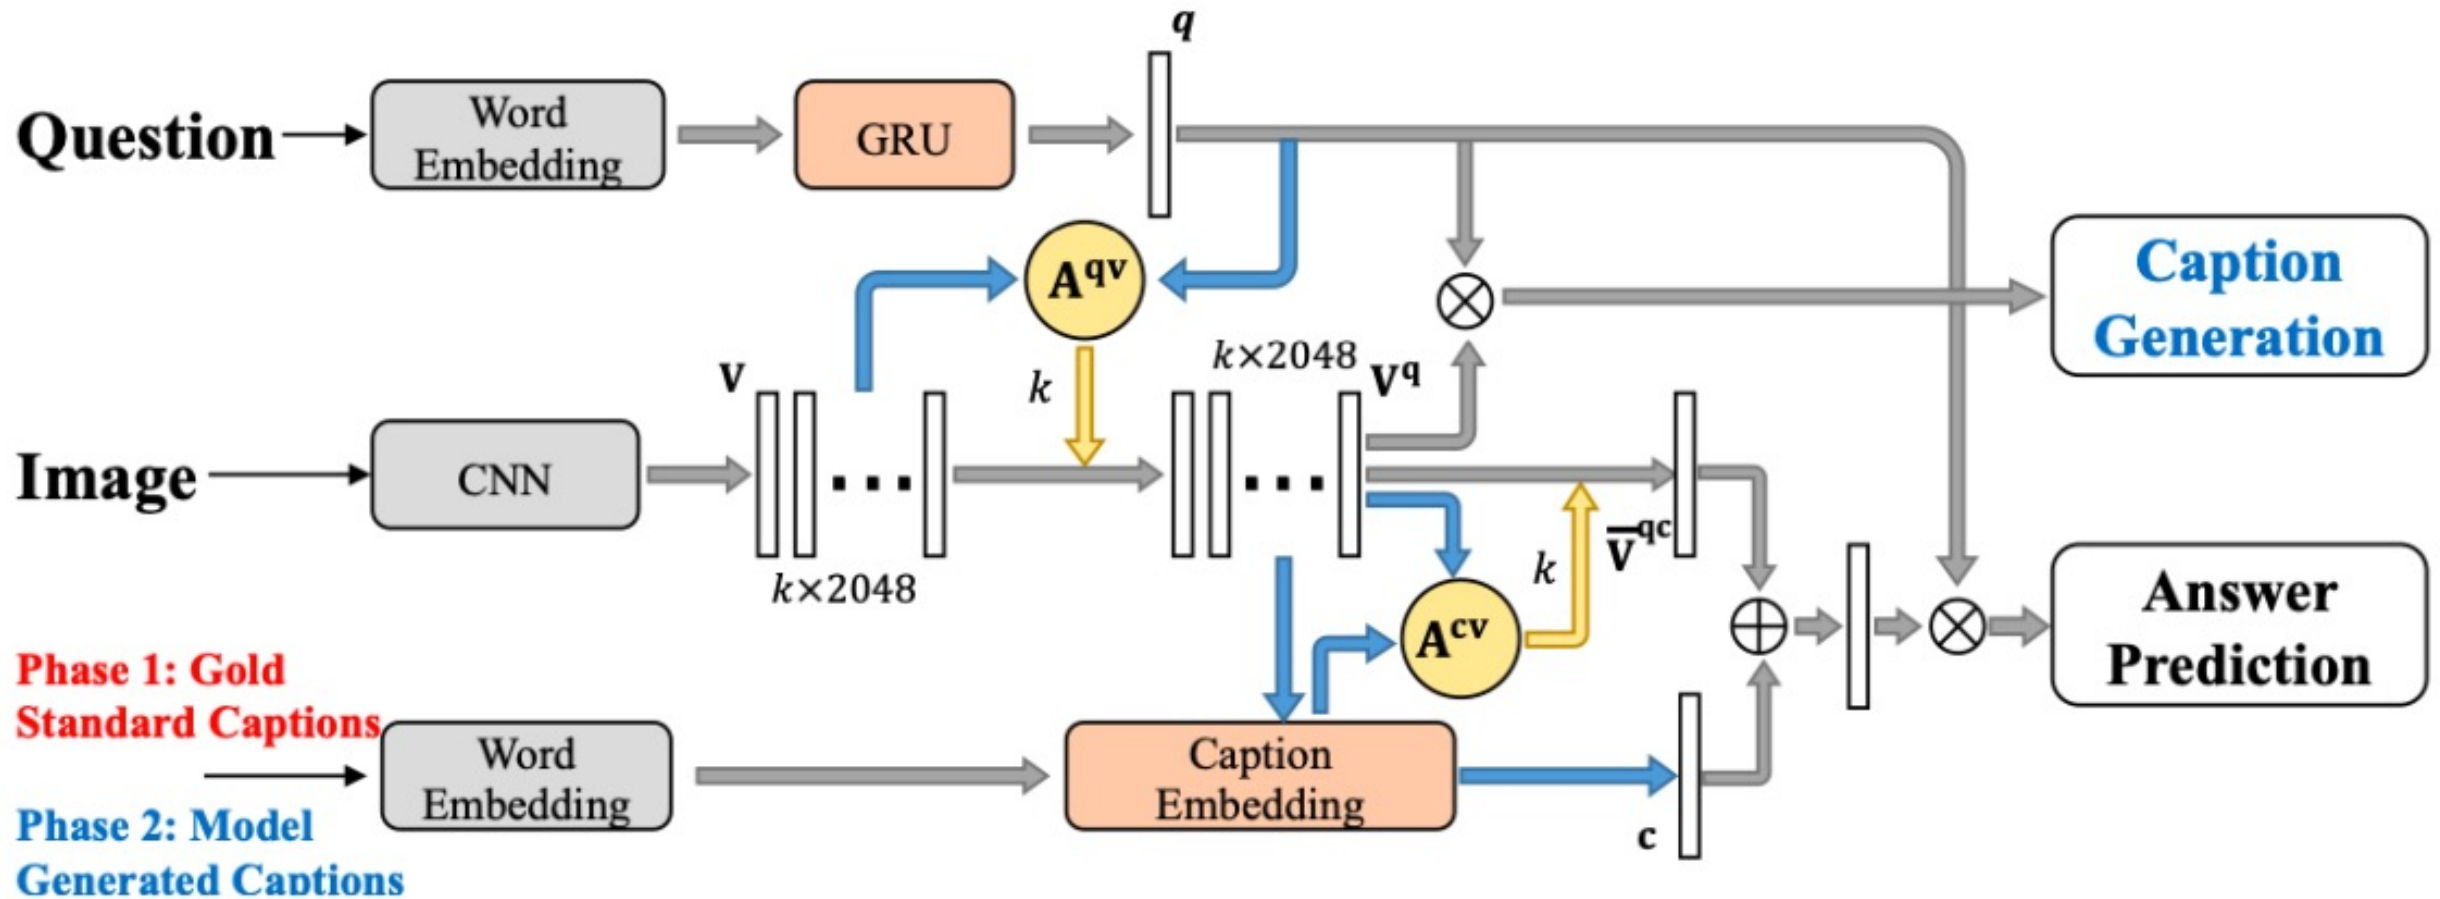 q
Question
Word
Embedding
GRU
A^qv
Caption
Generation
k×2048
V
k
V^q
Image
CNN
k×2048
V̅^qc
k
A^cv
Answer
Prediction
Phase 1: Gold
Standard Captions
Word
Embedding
Caption
Embedding
Phase 2: Model
Generated Captions
c